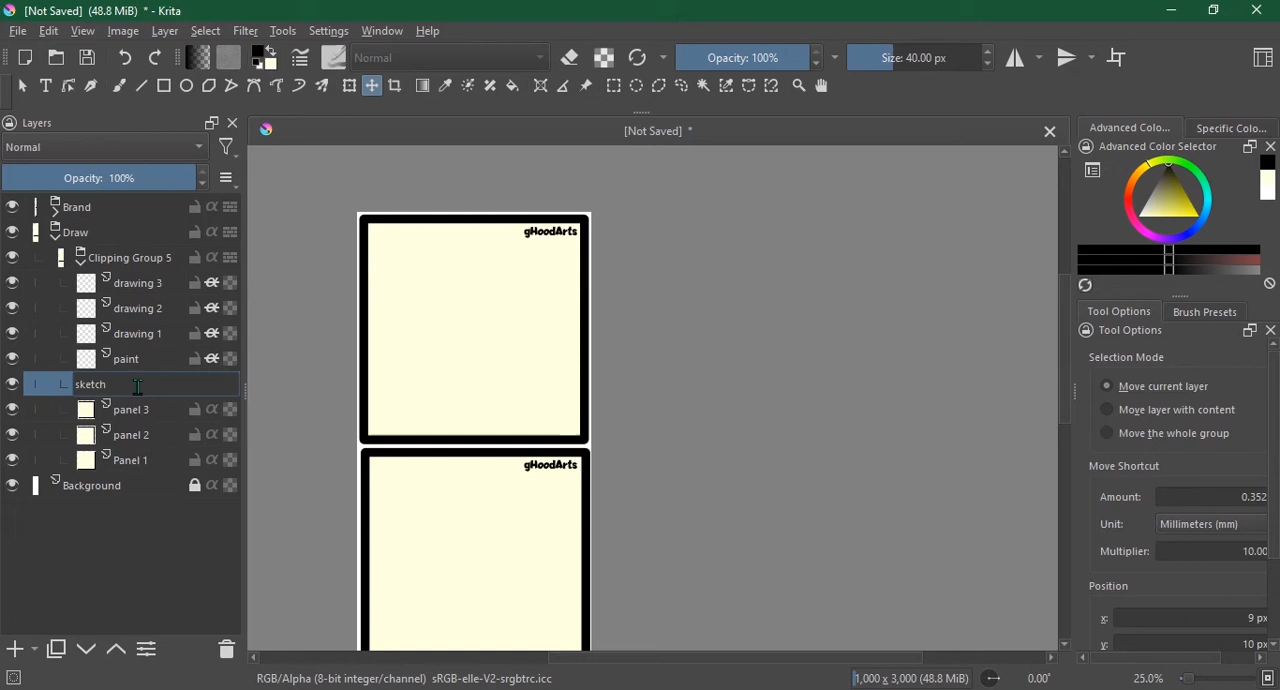 [Not Saved] (48.8 MiB) * - Krita
File Edit View Image Layer Select Filter Tools Settings Window Help
Normal Opacity: 100% Size: 40.00 px
Layers
[Not Saved] *
Advanced Colo... Specific Colo...
Normal
Advanced Color Selector
Opacity: 100%
Brand
Draw
Clipping Group 5
drawing 3
drawing 2
drawing 1
paint
sketch
panel 3
panel 2
Panel 1
Background
gHoodArts
gHoodArts
Tool Options Brush Presets
Tool Options
Selection Mode
Move current layer
Move layer with content
Move the whole group
Move Shortcut
Amount: 0.352
Unit: Millimeters (mm)
Multiplier: 10.00
Position
x: 9 px
y: 10 px
RGB/Alpha (8-bit integer/channel) sRGB-elle-V2-srgbtrc.icc
1,000 x 3,000 (48.8 MiB) 0.00° 25.0%